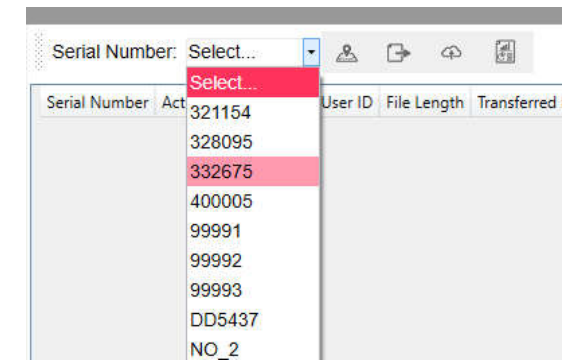 Serial Number: Select...
Select...
Serial Number Act User ID File Length Transferred
321154
328095
332675
400005
99991
99992
99993
DD5437
NO_2